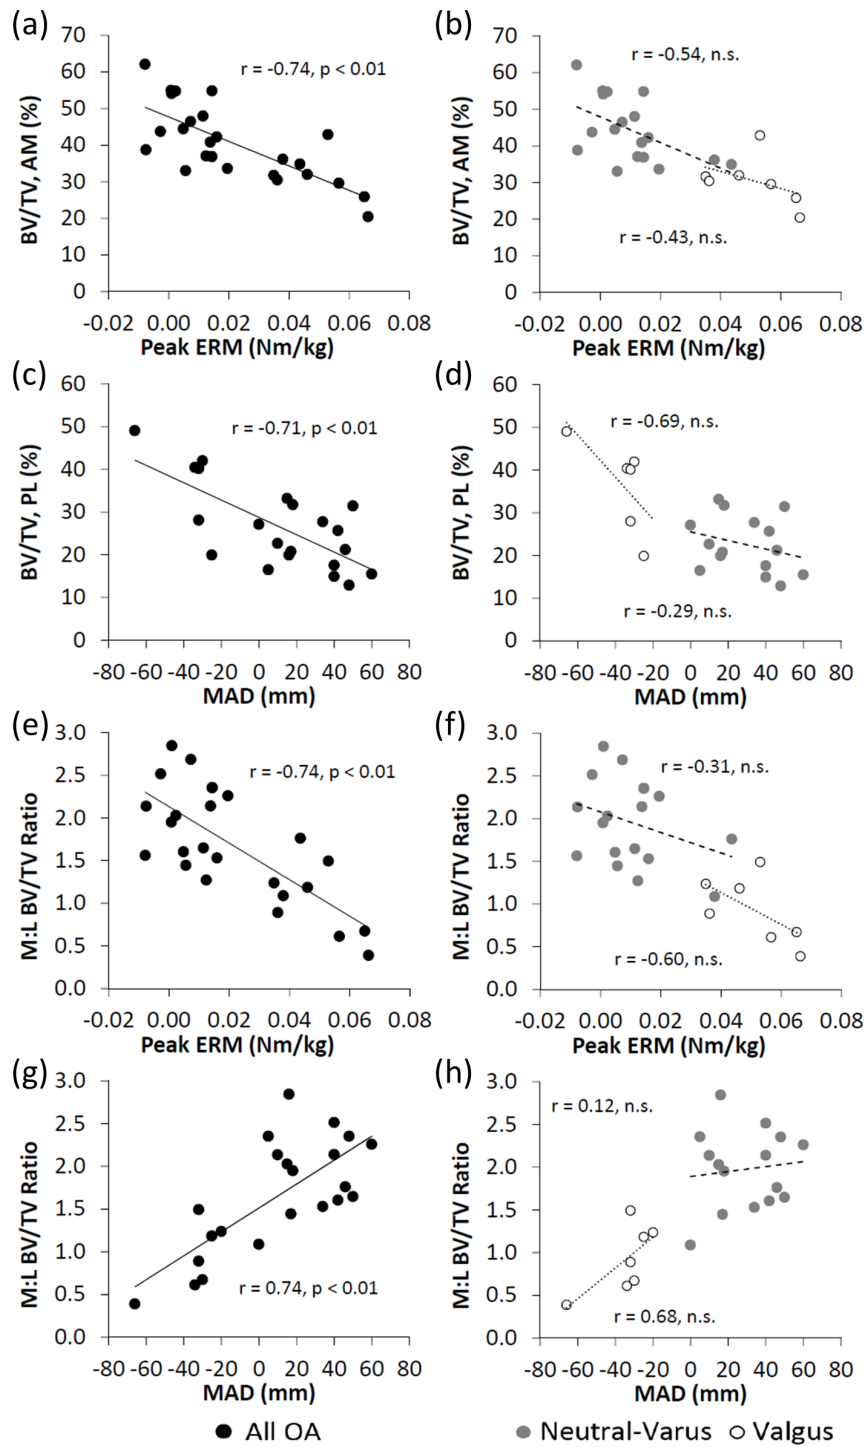 (a)
70
60
50
40
30
20
10
0
BV/TV, AM (%)
r = -0.74, p < 0.01
-0.02 0.00 0.02 0.04 0.06 0.08
Peak ERM (Nm/kg)
(b)
70
60
50
40
30
20
10
0
BV/TV, AM (%)
r = -0.54, n.s.
r = -0.43, n.s.
-0.02 0.00 0.02 0.04 0.06 0.08
Peak ERM (Nm/kg)
(c)
60
50
40
30
20
10
0
BV/TV, PL (%)
r = -0.71, p < 0.01
-80 -60 -40 -20 0 20 40 60 80
MAD (mm)
(d)
60
50
40
30
20
10
0
BV/TV, PL (%)
r = -0.69, n.s.
r = -0.29, n.s.
-80 -60 -40 -20 0 20 40 60 80
MAD (mm)
(e)
3.0
2.5
2.0
1.5
1.0
0.5
0.0
M:L BV/TV Ratio
r = -0.74, p < 0.01
-0.02 0.00 0.02 0.04 0.06 0.08
Peak ERM (Nm/kg)
(f)
3.0
2.5
2.0
1.5
1.0
0.5
0.0
M:L BV/TV Ratio
r = -0.31, n.s.
r = -0.60, n.s.
-0.02 0.00 0.02 0.04 0.06 0.08
Peak ERM (Nm/kg)
(g)
3.0
2.5
2.0
1.5
1.0
0.5
0.0
M:L BV/TV Ratio
r = 0.74, p < 0.01
-80 -60 -40 -20 0 20 40 60 80
MAD (mm)
(h)
3.0
2.5
2.0
1.5
1.0
0.5
0.0
M:L BV/TV Ratio
r = 0.12, n.s.
r = 0.68, n.s.
-80 -60 -40 -20 0 20 40 60 80
MAD (mm)
All OA
Neutral-Varus Valgus